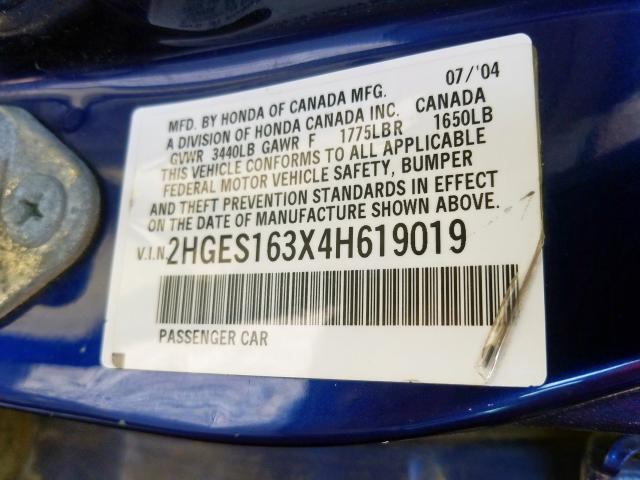 07/'04
MFD. BY HONDA OF CANADA MFG.
A DIVISION OF HONDA CANADA INC. CANADA
GVWR 3440LB GAWR F 1775LBR 1650LB
THIS VEHICLE CONFORMS TO ALL APPLICABLE
FEDERAL MOTOR VEHICLE SAFETY, BUMPER
AND THEFT PREVENTION STANDARDS IN EFFECT
ON THE DATE OF MANUFACTURE SHOWN ABOVE.
V.I.N. 2HGES163X4H619019
PASSENGER CAR